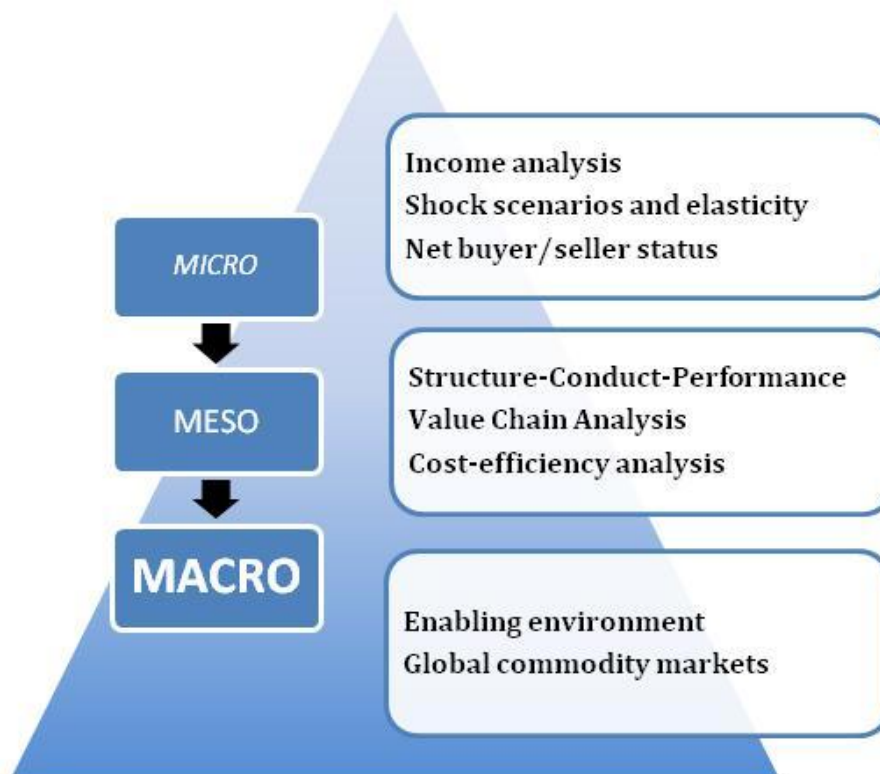 MICRO
Income analysis
Shock scenarios and elasticity
Net buyer/seller status
MESO
Structure-Conduct-Performance
Value Chain Analysis
Cost-efficiency analysis
MACRO
Enabling environment
Global commodity markets